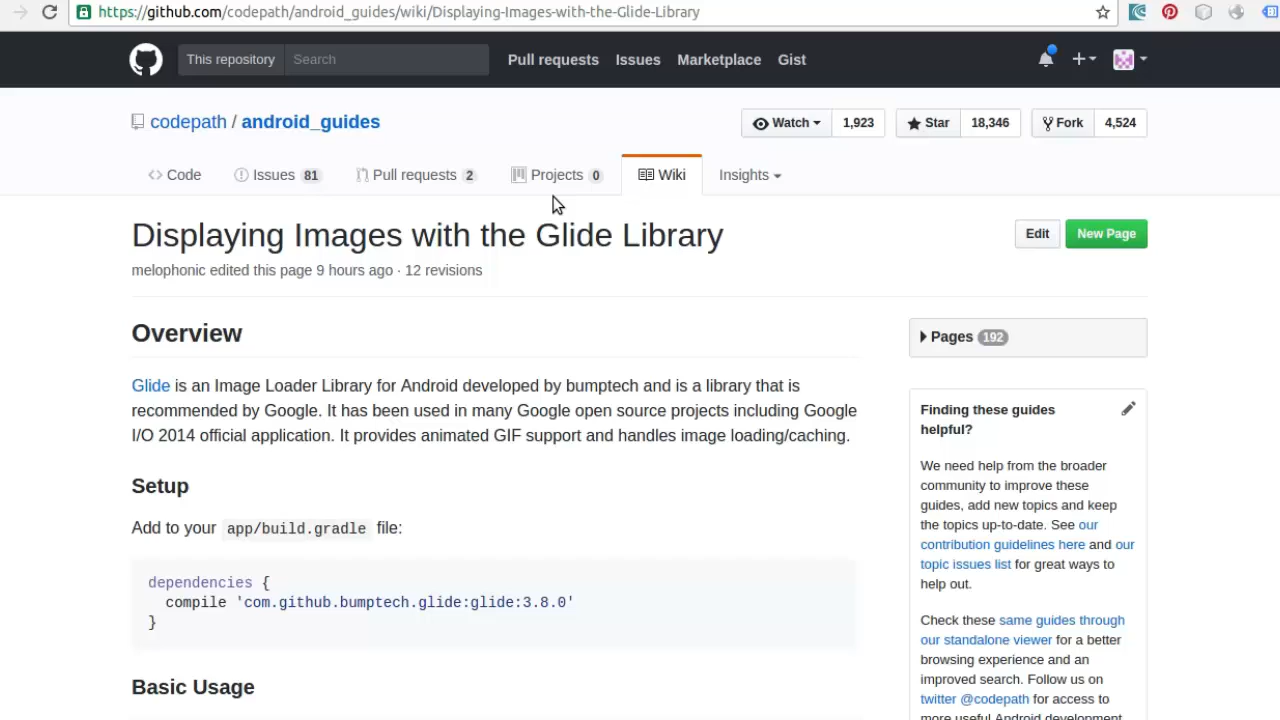 https://github.com/codepath/android_guides/wiki/Displaying-Images-with-the-Glide-Library
This repository Search Pull requests Issues Marketplace Gist
codepath / android_guides Watch 1,923 Star 18,346 Fork 4,524
Code Issues 81 Pull requests 2 Projects 0 Wiki Insights
Displaying Images with the Glide Library
Edit New Page
melophonic edited this page 9 hours ago · 12 revisions
Overview
Glide is an Image Loader Library for Android developed by bumptech and is a library that is
recommended by Google. It has been used in many Google open source projects including Google
I/O 2014 official application. It provides animated GIF support and handles image loading/caching.
Setup
Add to your app/build.gradle file:
dependencies {
compile 'com.github.bumptech.glide:glide:3.8.0'
}
Basic Usage
Pages 192
Finding these guides
helpful?
We need help from the broader
community to improve these
guides, add new topics and keep
the topics up-to-date. See our
contribution guidelines here and our
topic issues list for great ways to
help out.
Check these same guides through
our standalone viewer for a better
browsing experience and an
improved search. Follow us on
twitter @codepath for access to
more useful Android development